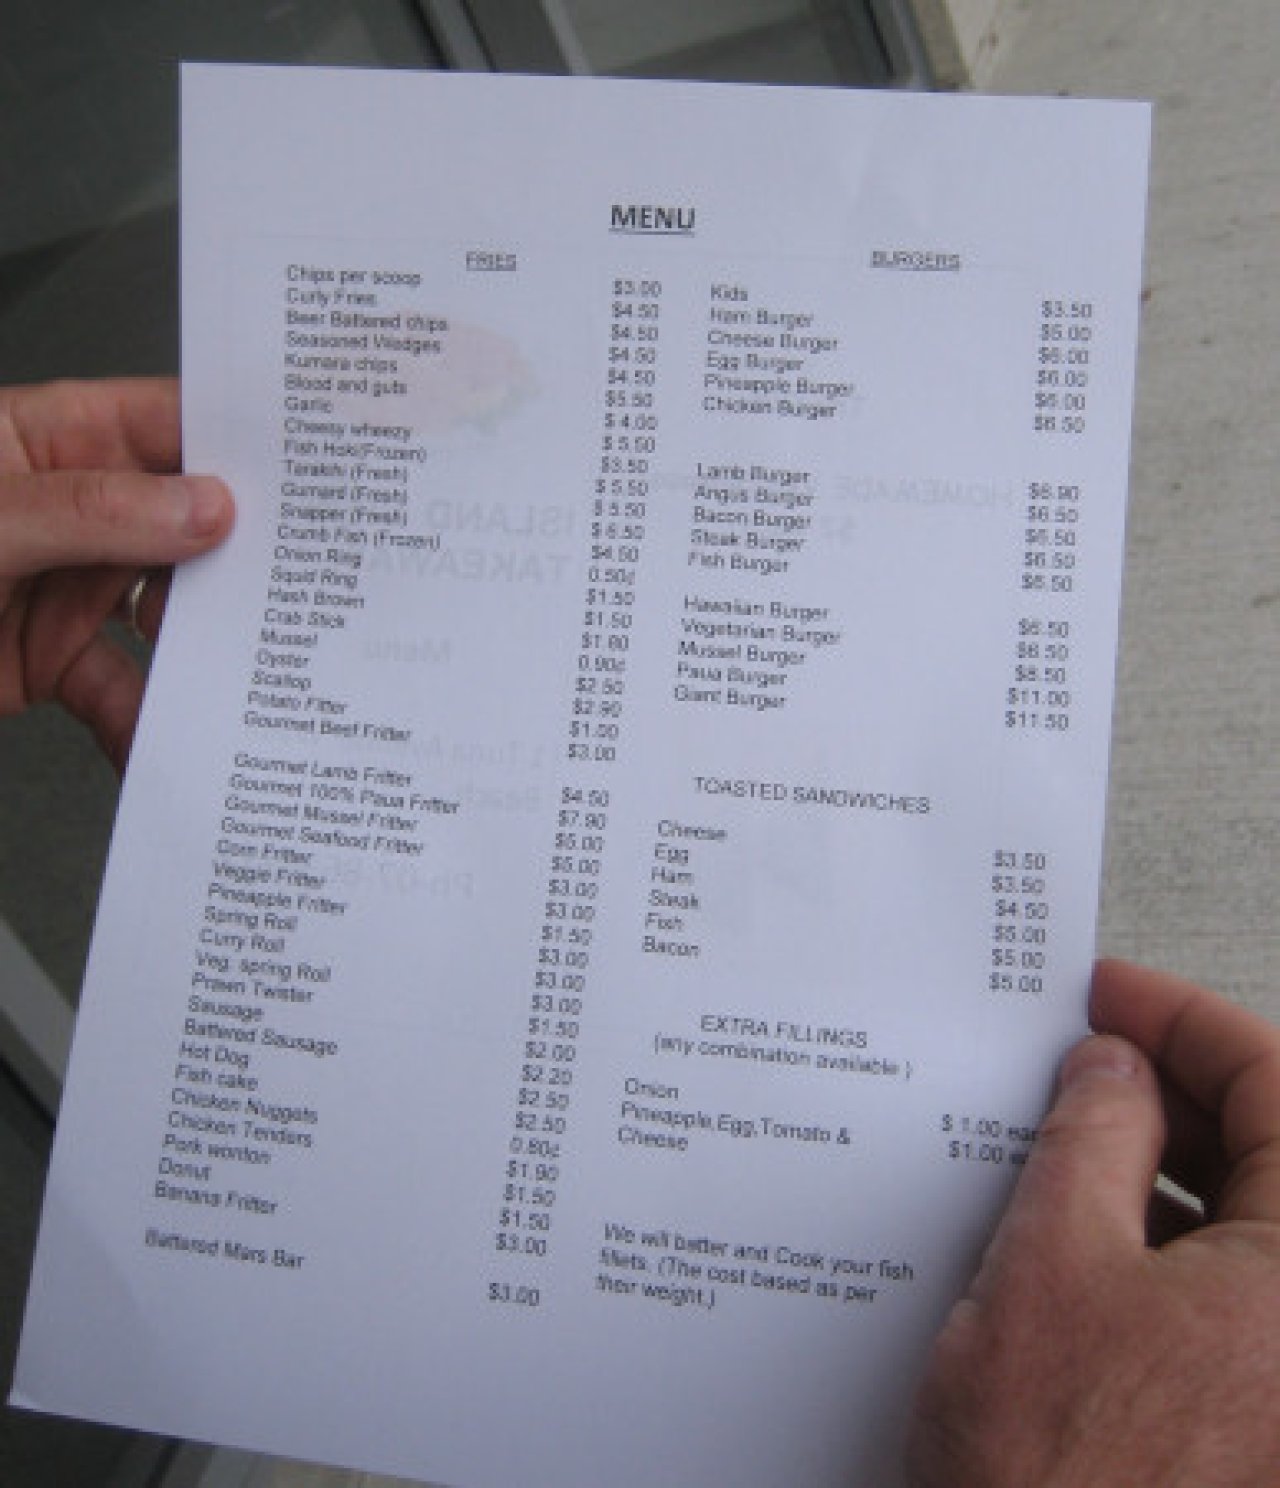 MENU
FRIES
Chips per scoop $3.00
Curly Fries $4.50
Beer Battered chips $4.50
Seasoned Wedges $4.50
Kumara chips $4.50
Blood and guts $5.50
Garlic $ 4.00
Cheesy wheezy $ 5.50
Fish Hoki(Frozen) $3.50
Tarakihi (Fresh) $ 5.50
Gurnard (Fresh) $ 5.50
Snapper (Fresh) $ 6.50
Crumb Fish (Frozen) $4.50
Onion Ring 0.50c
Squid Ring $1.50
Hash Brown $1.50
Crab Stick
Mussel 0.90c
Oyster $2.50
Scallop $2.90
Potato Fitter $1.00
Gourmet Beef Fritter $3.00
Gourmet Lamb Fritter $4.50
Gourmet 100% Paua Fritter $7.90
Gourmet Mussel Fritter $5.00
Gourmet Seafood Fritter $5.00
Corn Fritter $3.00
Veggie Fritter $3.00
Pineapple Fritter $1.50
Spring Roll $3.00
Curry Roll $3.00
Veg. spring Roll $3.00
Prawn Twister $1.50
Sausage $2.00
Battered Sausage $2.20
Hot Dog $2.50
Fish cake $2.50
Chicken Nuggets 0.80c
Chicken Tenders $1.90
Pork wonton $1.50
Donut $1.50
Banana Fritter $3.00
Battered Mars Bar $3.00
BURGERS
Kids $3.50
Ham Burger $5.00
Cheese Burger $6.00
Egg Burger $6.00
Pineapple Burger $6.00
Chicken Burger $6.50
Lamb Burger $6.90
Angus Burger $6.50
Bacon Burger $6.50
Steak Burger $6.50
Fish Burger $6.50
Hawaiian Burger $6.50
Vegetarian Burger $6.50
Mussel Burger $8.50
Paua Burger $11.00
Giant Burger $11.50
TOASTED SANDWICHES
Cheese $3.50
Egg $3.50
Ham $4.50
Steak $5.00
Fish $5.00
Bacon $5.00
EXTRA FILLINGS
(any combination available )
Onion $ 1.00
Pineapple,Egg,Tomato & $1.00
Cheese
We will batter and Cook your fish
fillets. (The cost based as per
their weight.)